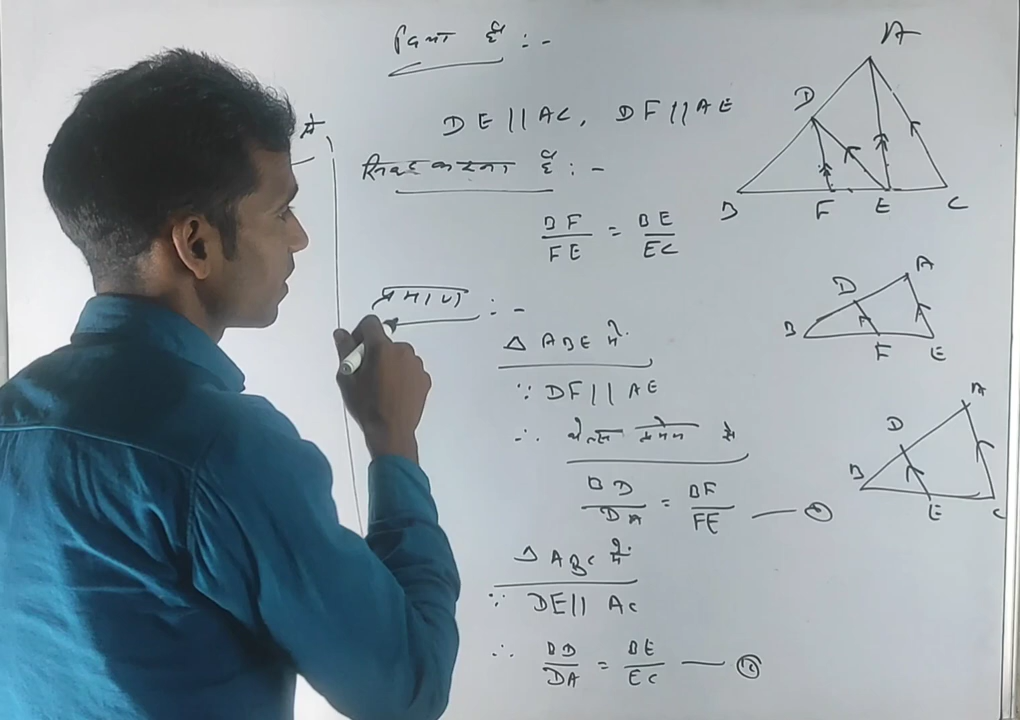 दिया है :-
DE || AC, DF || AE
सिद्ध करना है :-
BF/FE = BE/EC
प्रमाण :-
Δ ABE में
∵ DF || AE
∴ थेल्स प्रमेय से
BD/DA = BF/FE —— ①
Δ ABC में
∵ DE || AC
∴ BD/DA = BE/EC —— ②
A
D
B F E C
A
D
B
F E
A
D
B
E C